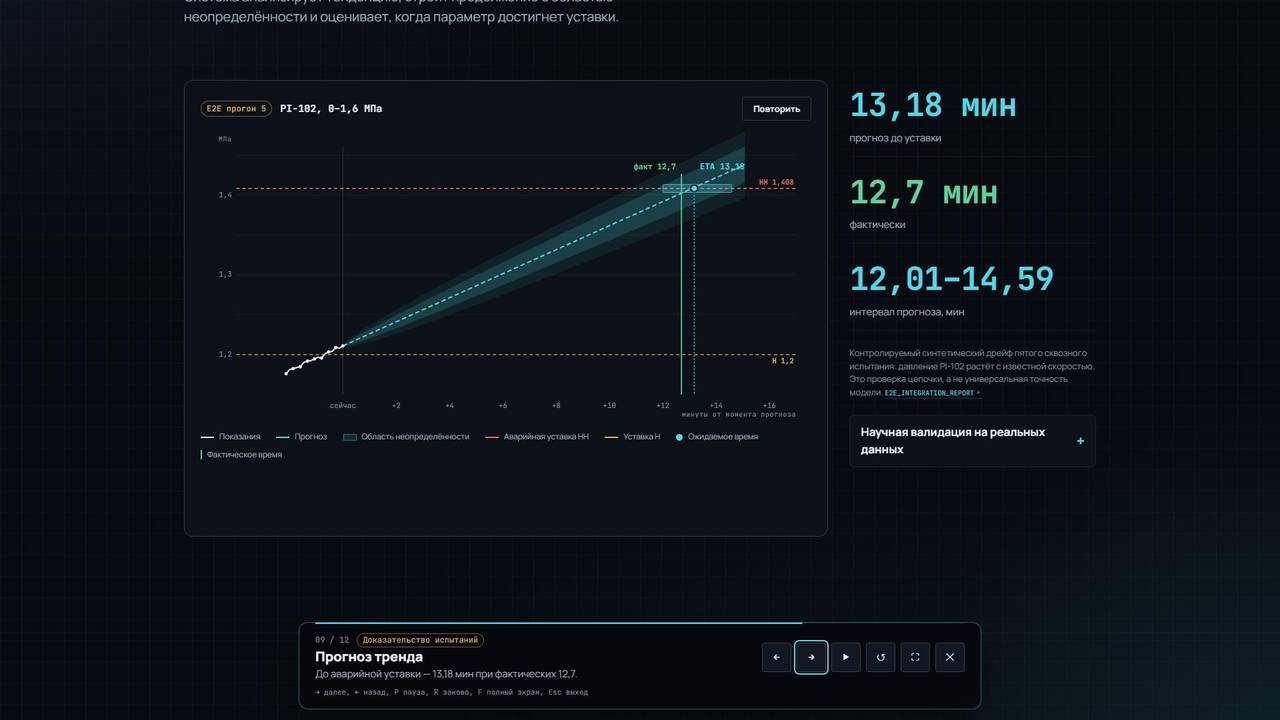 неопределённости и оценивает, когда параметр достигнет уставки.
E2E прогон 5
PI-102, 0–1,6 МПа
Повторить
МПа
факт 12,7
ETA 13,18
НН 1,408
1,4
1,3
1,2
Н 1,2
сейчас
+2
+4
+6
+8
+10
+12
+14
+16
минуты от момента прогноза
Показания
Прогноз
Область неопределённости
Аварийная уставка НН
Уставка Н
Ожидаемое время
Фактическое время
13,18 мин
прогноз до уставки
12,7 мин
фактически
12,01–14,59
интервал прогноза, мин
Контролируемый синтетический дрейф пятого сквозного
испытания: давление PI-102 растёт с известной скоростью.
Это проверка цепочки, а не универсальная точность
модели. E2E_INTEGRATION_REPORT
Научная валидация на реальных
данных
+
09 / 12
Доказательство испытаний
Прогноз тренда
До аварийной уставки — 13,18 мин при фактических 12,7.
→ далее, ← назад, P пауза, R заново, F полный экран, Esc выход